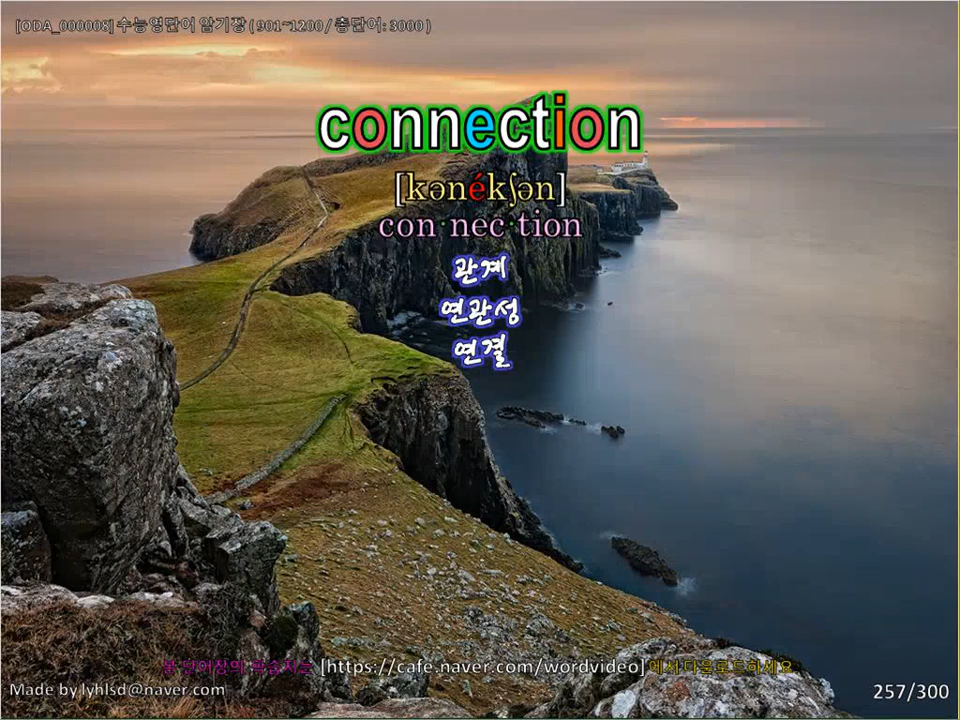 [ODA_000008] 수능영단어 암기장 ( 901~1200 / 총단어: 3000 )
connection
[kənékʃən]
con·nec·tion
관계
연관성
연결
본 단어장의 학습지는 [https://cafe.naver.com/wordvideo] 에서 다운로드하세요
Made by lyhlsd@naver.com
257/300